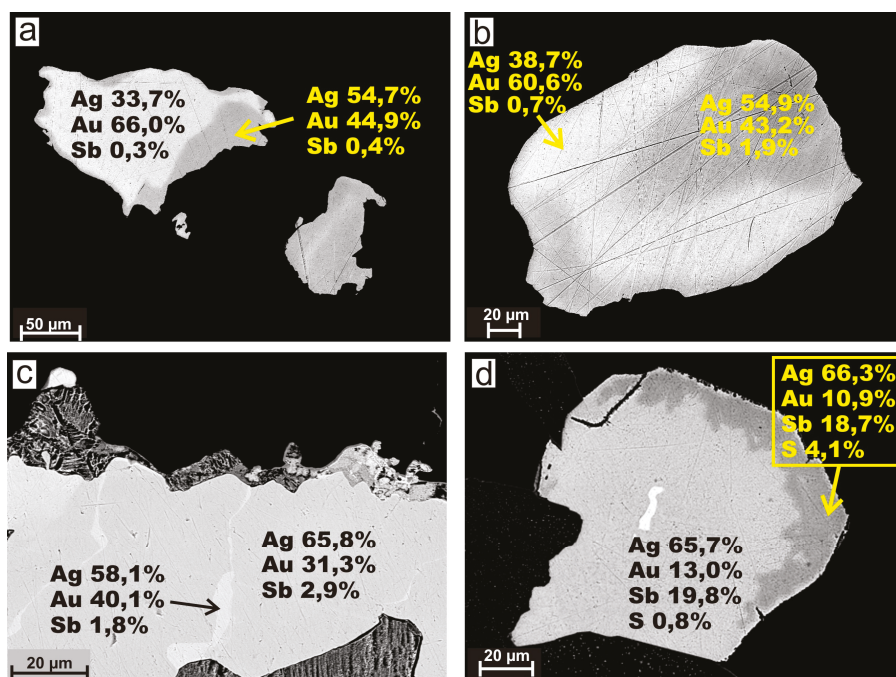 a
Ag 33,7%
Au 66,0%
Sb 0,3%
Ag 54,7%
Au 44,9%
Sb 0,4%
50 µm
b
Ag 38,7%
Au 60,6%
Sb 0,7%
Ag 54,9%
Au 43,2%
Sb 1,9%
20 µm
c
Ag 58,1%
Au 40,1%
Sb 1,8%
Ag 65,8%
Au 31,3%
Sb 2,9%
20 µm
d
Ag 66,3%
Au 10,9%
Sb 18,7%
S 4,1%
Ag 65,7%
Au 13,0%
Sb 19,8%
S 0,8%
20 µm